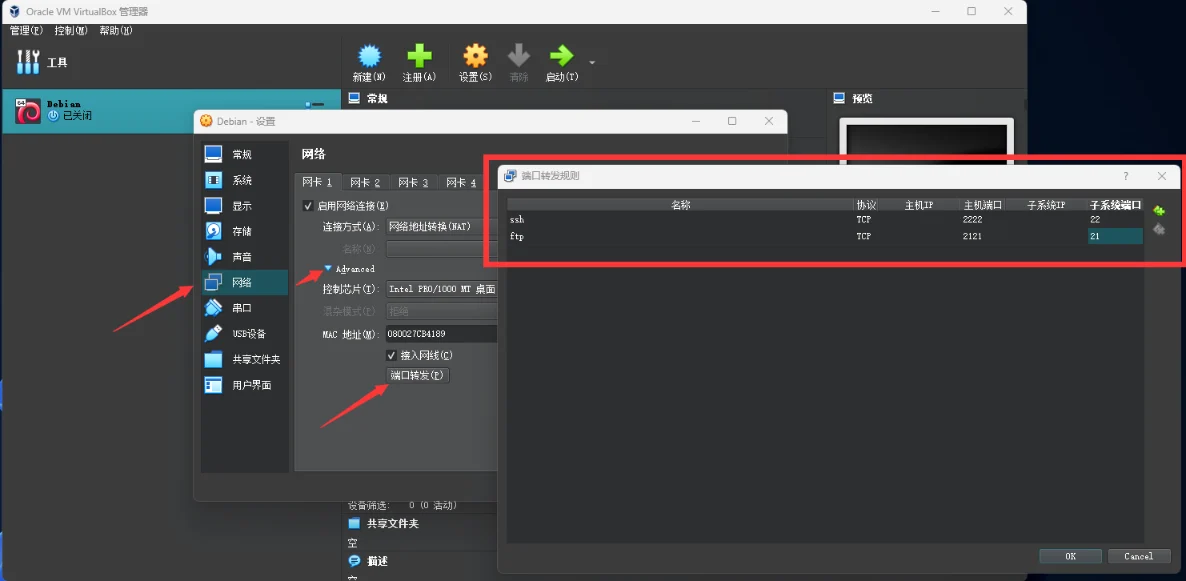 Oracle VM VirtualBox 管理器
管理(F) 控制(M) 帮助(H)
工具
新建(N) 注册(A) 设置(S) 清除 启动(T)
64
Debian
已关闭
常规
预览
Debian - 设置
常规
系统
显示
存储
声音
网络
串口
USB设备
共享文件夹
用户界面
网络
网卡 1 网卡 2 网卡 3 网卡 4
启用网络连接(E)
连接方式(A): 网络地址转换(NAT)
名称(N)
Advanced
控制芯片(T): Intel PRO/1000 MT 桌面
混杂模式(P): 拒绝
MAC 地址(M): 080027CB4189
接入网线(C)
端口转发(P)
端口转发规则
?
名称 协议 主机IP 主机端口 子系统IP 子系统端口
ssh TCP 2222 22
ftp TCP 2121 21
OK Cancel
设备筛选: 0 (0 活动)
共享文件夹
空
描述
空